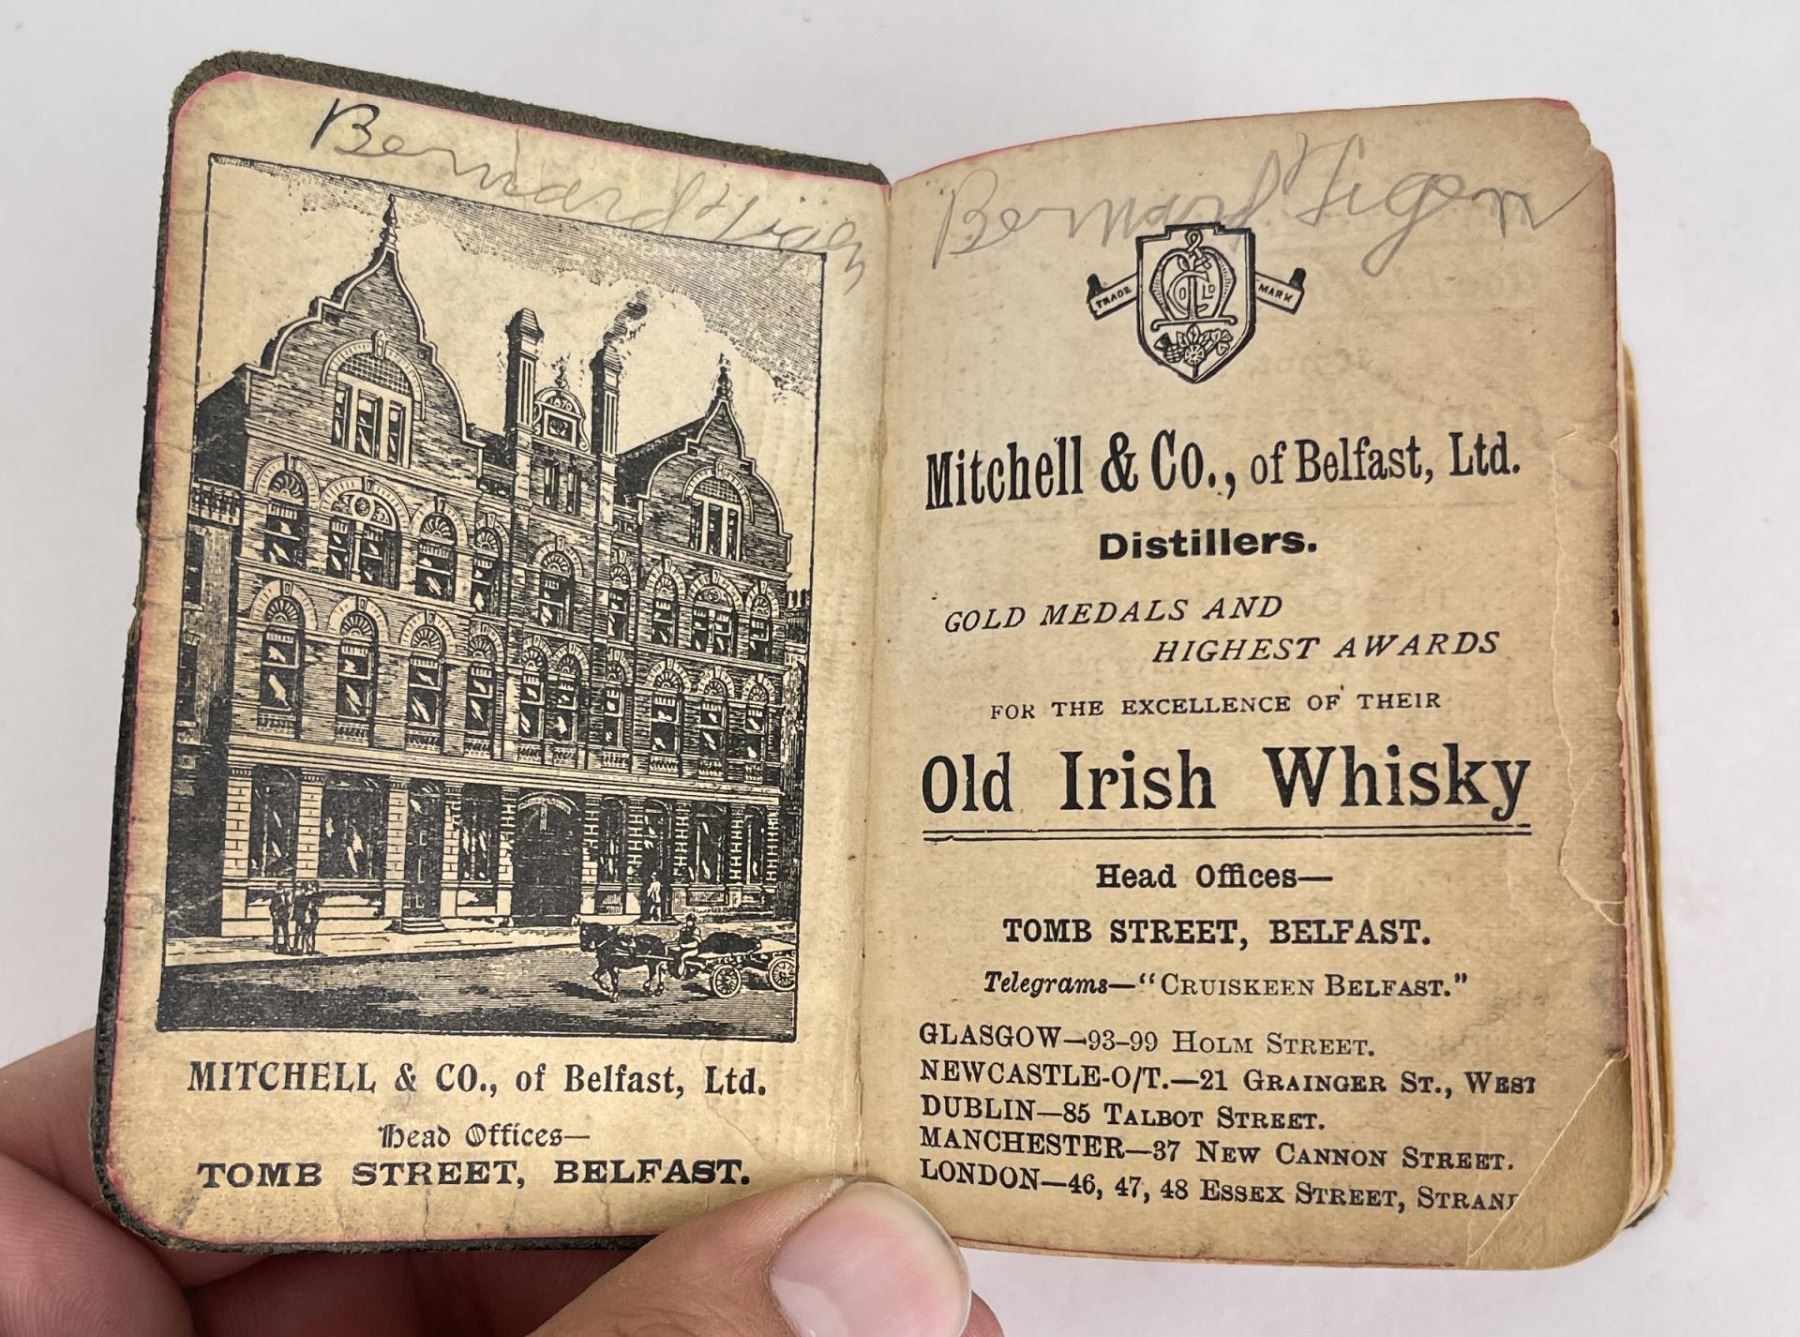 Bernard
1870
MITCHELL & CO., of Belfast, Ltd.
Head Offices—
TOMB STREET, BELFAST.
Bernard
TRADE MARK
CO LD
Mitchell & Co., of Belfast, Ltd.
Distillers.
GOLD MEDALS AND
HIGHEST AWARDS
FOR THE EXCELLENCE OF THEIR
Old Irish Whisky
Head Offices—
TOMB STREET, BELFAST.
Telegrams—"CRUISKEEN BELFAST."
GLASGOW—93-99 HOLM STREET.
NEWCASTLE-O/T.—21 GRAINGER ST., WEST
DUBLIN—85 TALBOT STREET.
MANCHESTER—37 NEW CANNON STREET.
LONDON—46, 47, 48 ESSEX STREET, STRAND